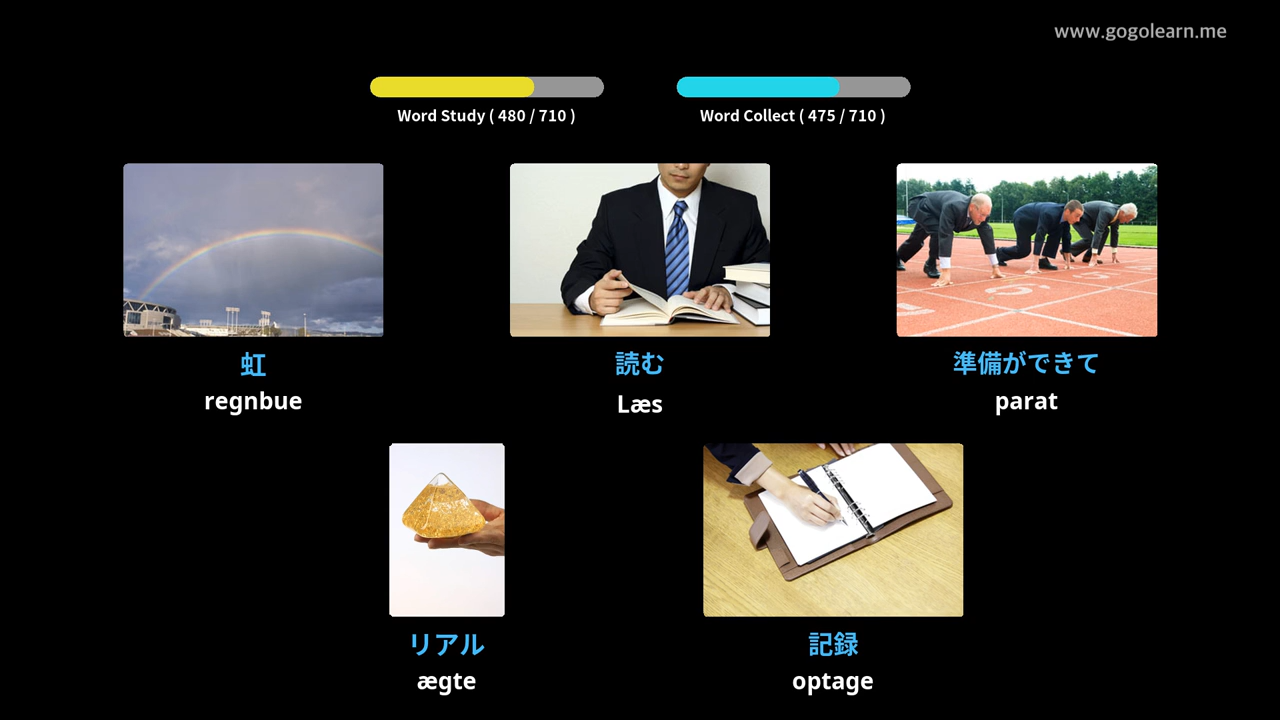 www.gogolearn.me
Word Study ( 480 / 710 )
Word Collect ( 475 / 710 )
虹
regnbue
読む
Læs
準備ができて
parat
リアル
ægte
記録
optage